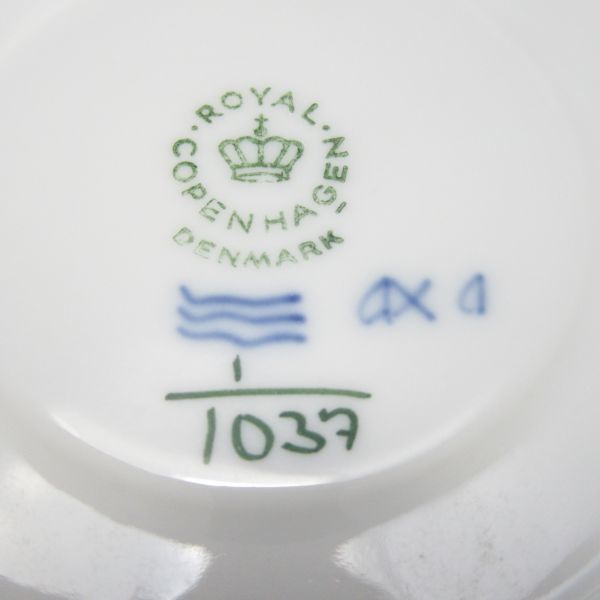 ROYAL
COPENHAGEN
DENMARK
1
1037